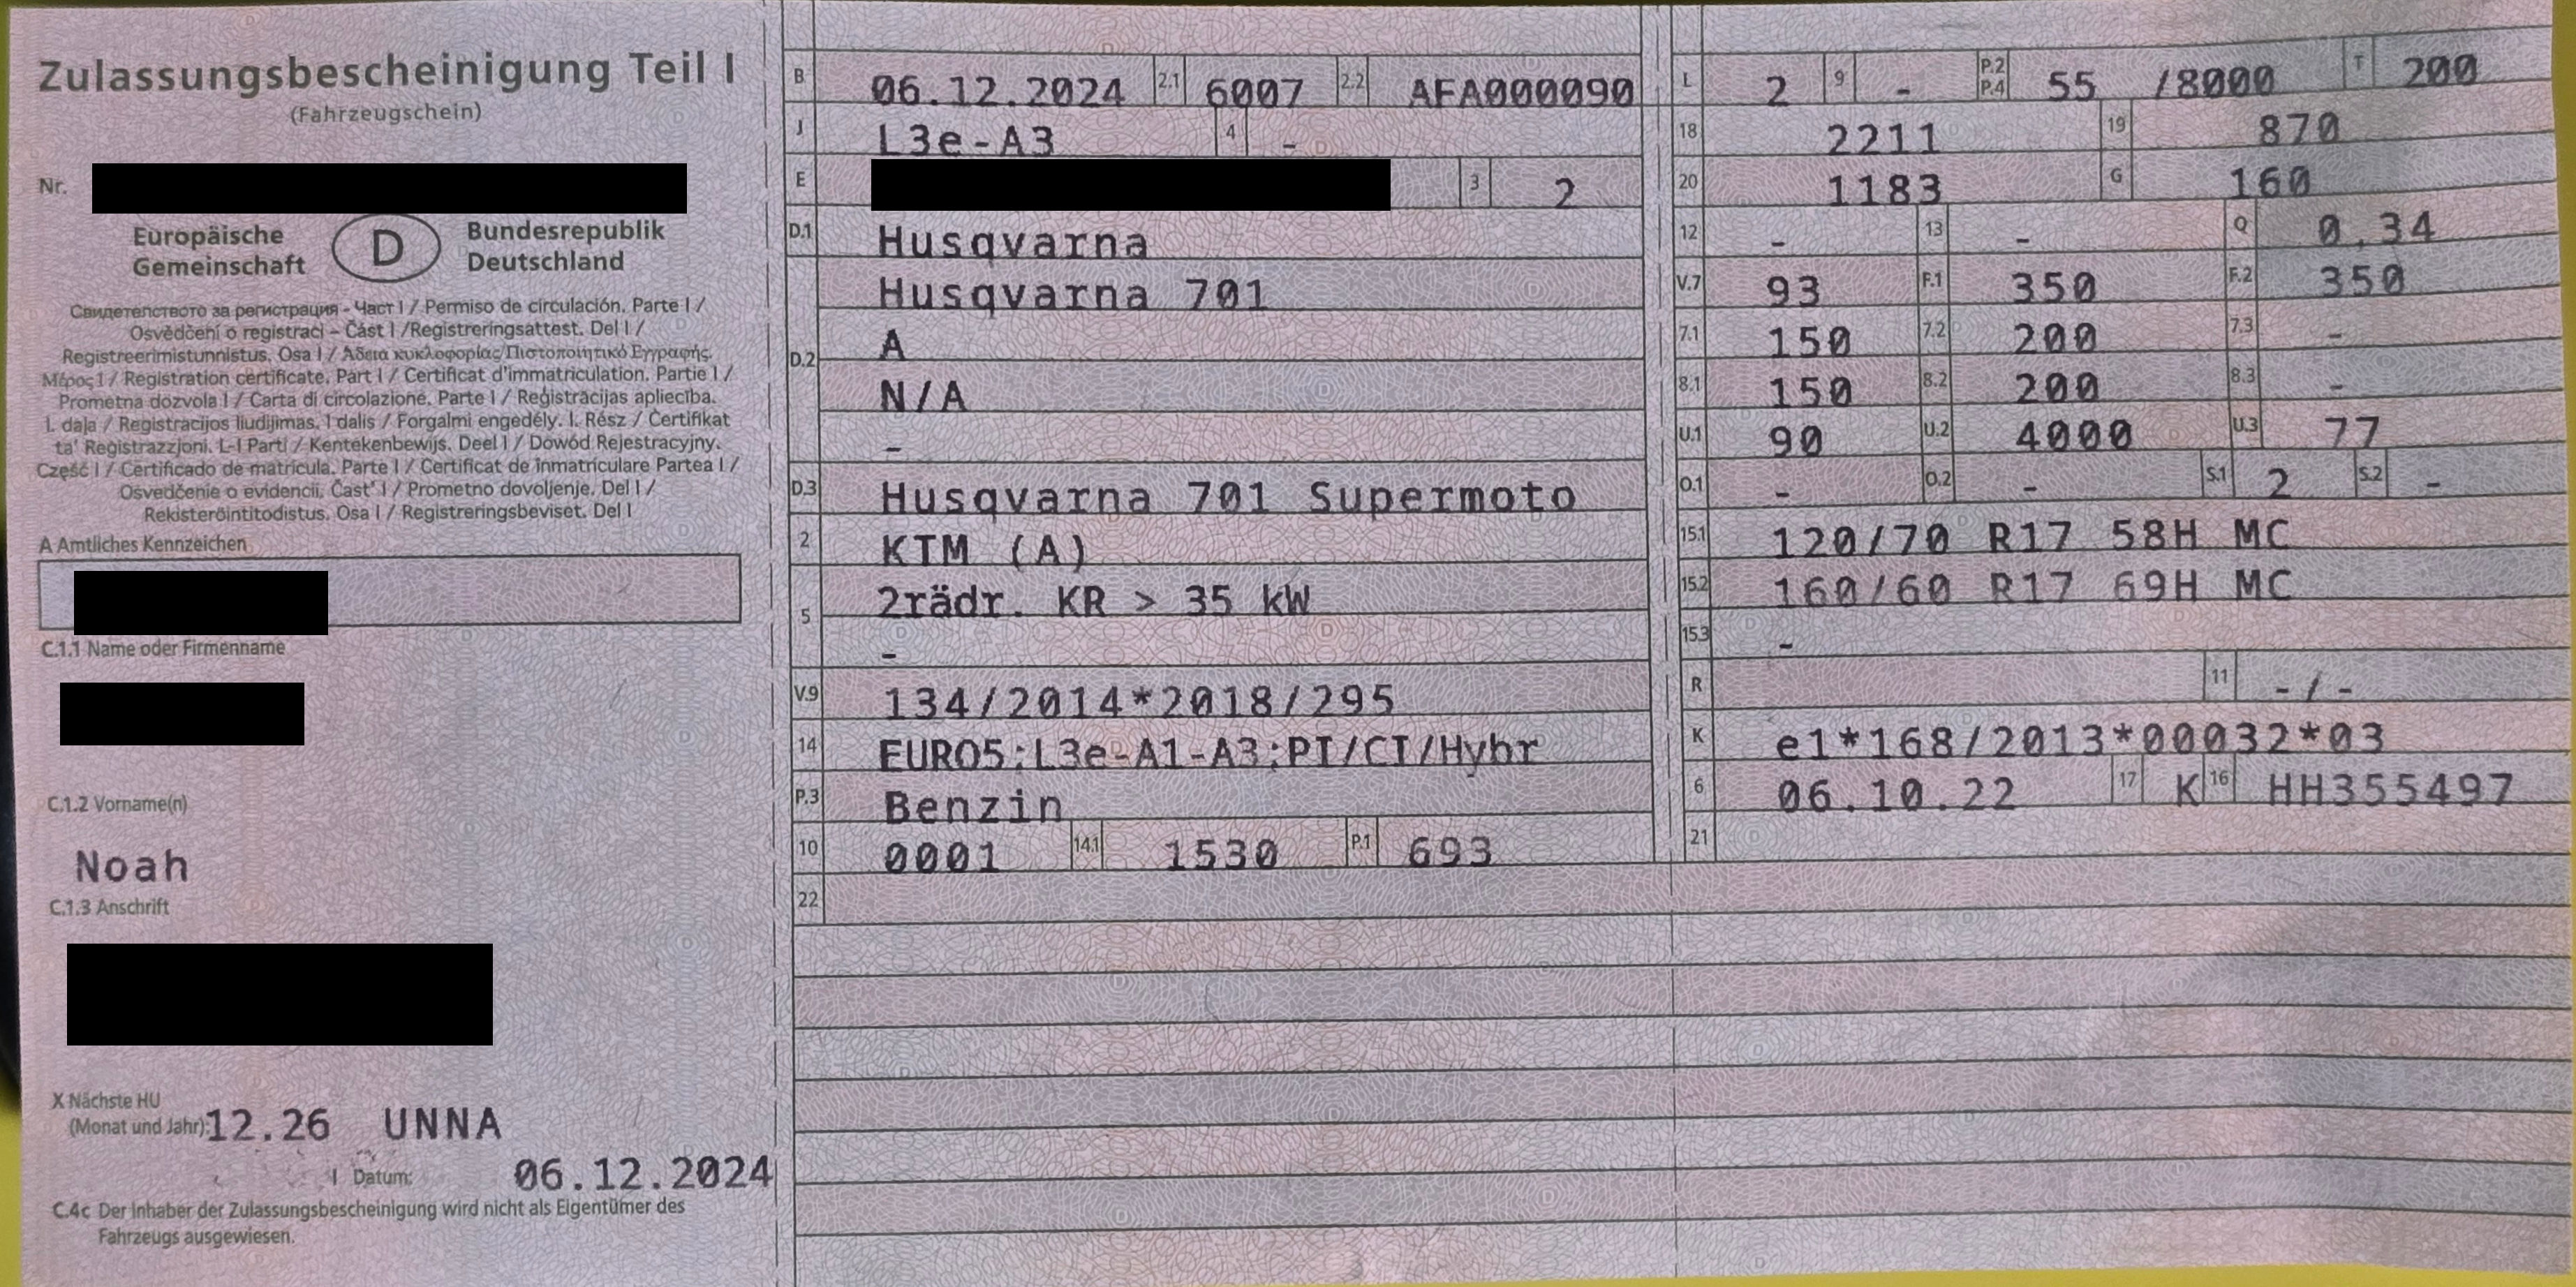 Zulassungsbescheinigung Teil I
(Fahrzeugschein)
Nr.
Europäische Gemeinschaft
D
Bundesrepublik Deutschland
Свидетелството за регистрация - Част I / Permiso de circulación. Parte I /
Osvědčení o registraci – Část I /Registreringsattest. Del I /
Registreerimistunnistus. Osa I / Άδεια κυκλοφορίας/Πιστοποιητικό Εγγραφής.
Μέρος I / Registration certificate. Part I / Certificat d'immatriculation. Partie I /
Prometna dozvola I / Carta di circolazione. Parte I / Reģistrācijas apliecība.
I. daļa / Registracijos liudijimas. I dalis / Forgalmi engedély. I. Rész / Ċertifikat
ta' Reġistrazzjoni. L-I Parti / Kentekenbewijs. Deel I / Dowód Rejestracyjny.
Część I / Certificado de matrícula. Parte I / Certificat de înmatriculare Partea I /
Osvedčenie o evidencii. Časť I / Prometno dovoljenje. Del I /
Rekisteröintitodistus. Osa I / Registreringsbeviset. Del I
A Amtliches Kennzeichen
C.1.1 Name oder Firmenname
C.1.2 Vorname(n)
Noah
C.1.3 Anschrift
X Nächste HU
(Monat und Jahr): 12.26 UNNA
I Datum: 06.12.2024
C.4c Der Inhaber der Zulassungsbescheinigung wird nicht als Eigentümer des
Fahrzeugs ausgewiesen.
B 06.12.2024 2.1 6007 2.2 AFA000090
J L3e-A3 4 -
E 3 2
D.1 Husqvarna
D.2 Husqvarna 701
A
N/A
-
D.3 Husqvarna 701 Supermoto
2 KTM (A)
5 2rädr. KR > 35 kW
-
V.9 134/2014*2018/295
14 EURO5;L3e-A1-A3;PI/CI/Hybr
P.3 Benzin
10 0001 14.1 1530 P.1 693
22
L 2 9 - P.2 P.4 55 /8000 T 200
18 2211 19 870
20 1183 G 160
12 - 13 - Q 0,34
V.7 93 F.1 350 F.2 350
7.1 150 7.2 200 7.3 -
8.1 150 8.2 200 8.3 -
U.1 90 U.2 4000 U.3 77
O.1 - O.2 - S.1 2 S.2 -
15.1 120/70 R17 58H MC
15.2 160/60 R17 69H MC
15.3 -
R 11 -/-
K e1*168/2013*00032*03
6 06.10.22 17 K 16 HH355497
21